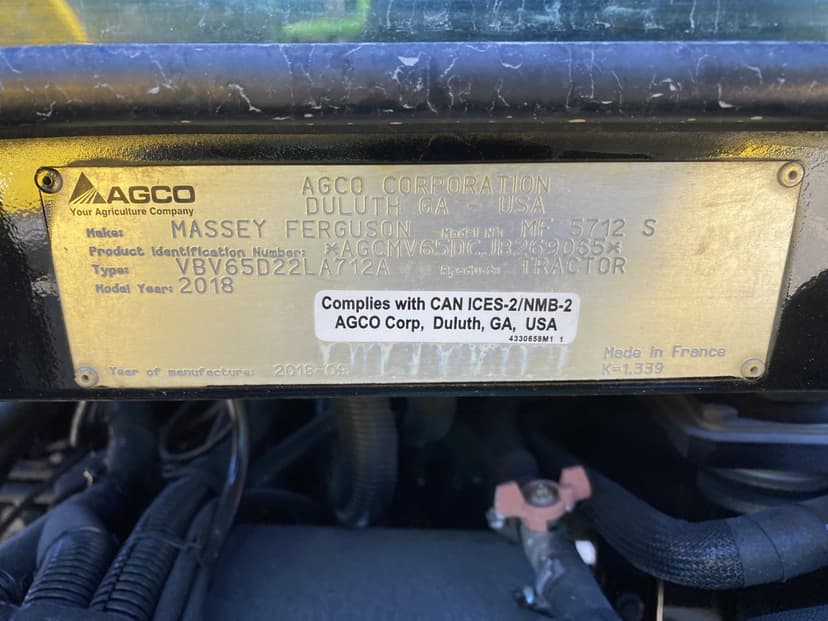 AGCO
Your Agriculture Company
AGCO CORPORATION
DULUTH GA - USA
Make: MASSEY FERGUSON Model N°: MF 5712 S
Product Identification Number: *AGCMV65DCJB269065*
Type: VBV65D22LA712A Product: TRACTOR
Model Year: 2018
Complies with CAN ICES-2/NMB-2
AGCO Corp, Duluth, GA, USA
4330658M1 1
Year of manufacture: 2018-09
Made in France
K=1.339